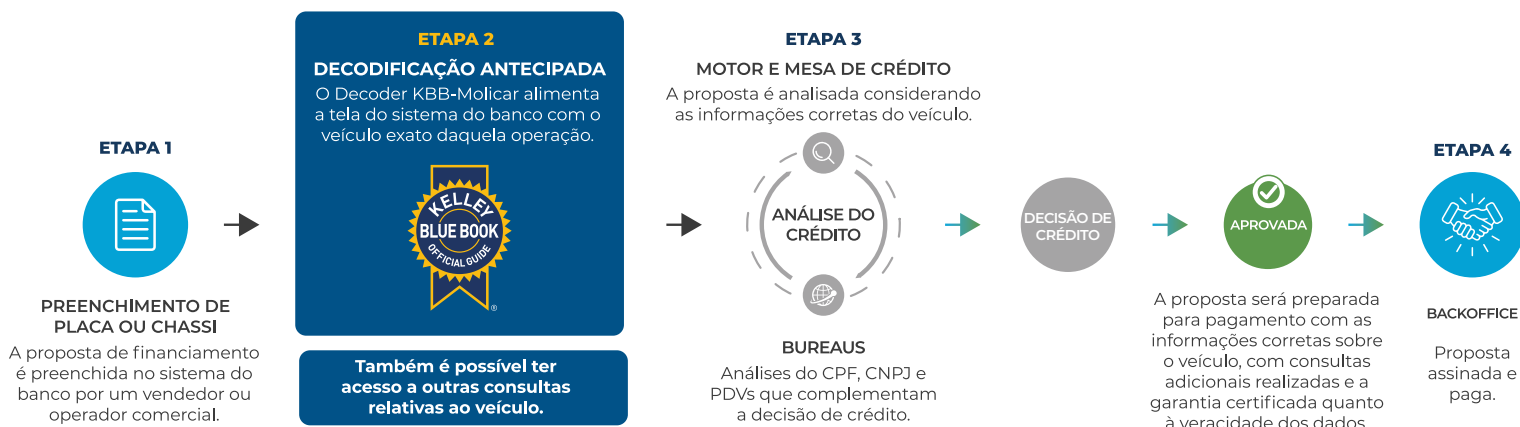 ETAPA 1
PREENCHIMENTO DE
PLACA OU CHASSI
A proposta de financiamento
é preenchida no sistema do
banco por um vendedor ou
operador comercial.
ETAPA 2
DECODIFICAÇÃO ANTECIPADA
O Decoder KBB-Molicar alimenta
a tela do sistema do banco com o
veículo exato daquela operação.
KELLEY
BLUE BOOK
OFFICIAL GUIDE
®
Também é possível ter
acesso a outras consultas
relativas ao veículo.
ETAPA 3
MOTOR E MESA DE CRÉDITO
A proposta é analisada considerando
as informações corretas do veículo.
ANÁLISE DO
CRÉDITO
BUREAUS
Análises do CPF, CNPJ e
PDVs que complementam
a decisão de crédito.
DECISÃO DE
CRÉDITO
APROVADA
A proposta será preparada
para pagamento com as
informações corretas sobre
o veículo, com consultas
adicionais realizadas e a
garantia certificada quanto
à veracidade dos dados
ETAPA 4
BACKOFFICE
Proposta
assinada e
paga.